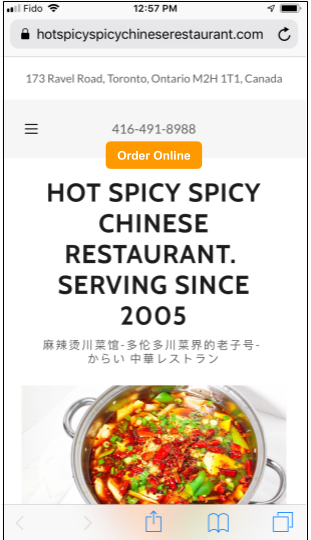 Fido 12:57 PM
hotspicyspicychineserestaurant.com
173 Ravel Road, Toronto, Ontario M2H 1T1, Canada
416-491-8988
Order Online
HOT SPICY SPICY
CHINESE
RESTAURANT.
SERVING SINCE
2005
麻辣烫川菜馆-多伦多川菜界的老子号-
からい 中華レストラン